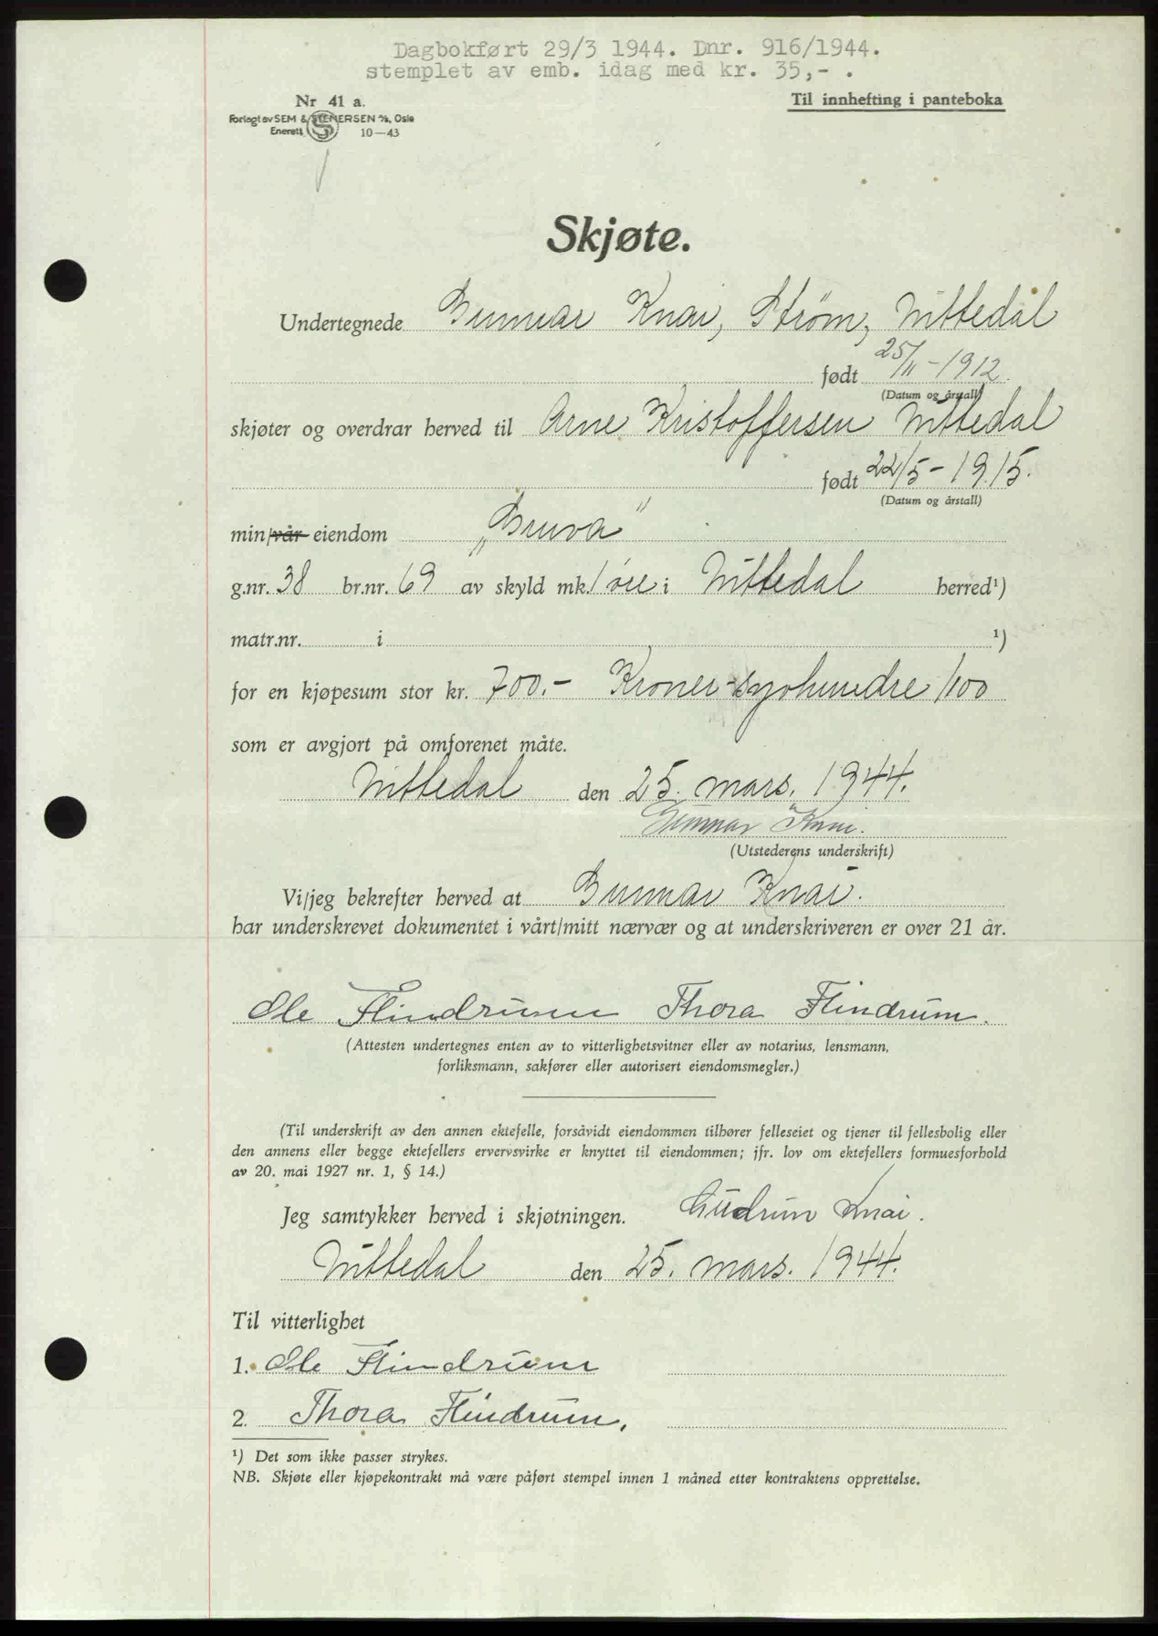 Dagbokført 29/3 1944. Dnr. 916/1944.
stemplet av emb. idag med kr. 35,- .
Nr 41 a.
Til innhefting i panteboka
Forlagt av SEM & STENERSEN A/S, Oslo
Enerett 10—43
Skjøte.
Undertegnede Gunnar Knai, Strøm, Nittedal
født 25/11-1912.
(Datum og årstall)
skjøter og overdrar herved til Arne Kristoffersen Nittedal
født 22/5-1915.
(Datum og årstall)
min/vår eiendom „Gruva"
g.nr. 38 br.nr. 69 av skyld mk. 1 øre i Nittedal herred¹)
matr.nr. i ¹)
for en kjøpesum stor kr. 700.- Kroner-syvhundre /100
som er avgjort på omforenet måte.
Nittedal den 25. mars. 1944.
Gunnar Knai.
(Utstederens underskrift)
Vi/jeg bekrefter herved at Gunnar Knai.
har underskrevet dokumentet i vårt/mitt nærvær og at underskriveren er over 21 år.
Ole Flindrum Thora Flindrum.
(Attesten undertegnes enten av to vitterlighetsvitner eller av notarius, lensmann,
forliksmann, sakfører eller autorisert eiendomsmegler.)
(Til underskrift av den annen ektefelle, forsåvidt eiendommen tilhører felleseiet og tjener til fellesbolig eller
den annens eller begge ektefellers ervervsvirke er knyttet til eiendommen; jfr. lov om ektefellers formuesforhold
av 20. mai 1927 nr. 1, § 14.)
Jeg samtykker herved i skjøtningen. Gudrun Knai.
Nittedal den 25. mars. 1944.
Til vitterlighet
1. Ole Flindrum
2. Thora Flindrum.
¹) Det som ikke passer strykes.
NB. Skjøte eller kjøpekontrakt må være påført stempel innen 1 måned etter kontraktens opprettelse.